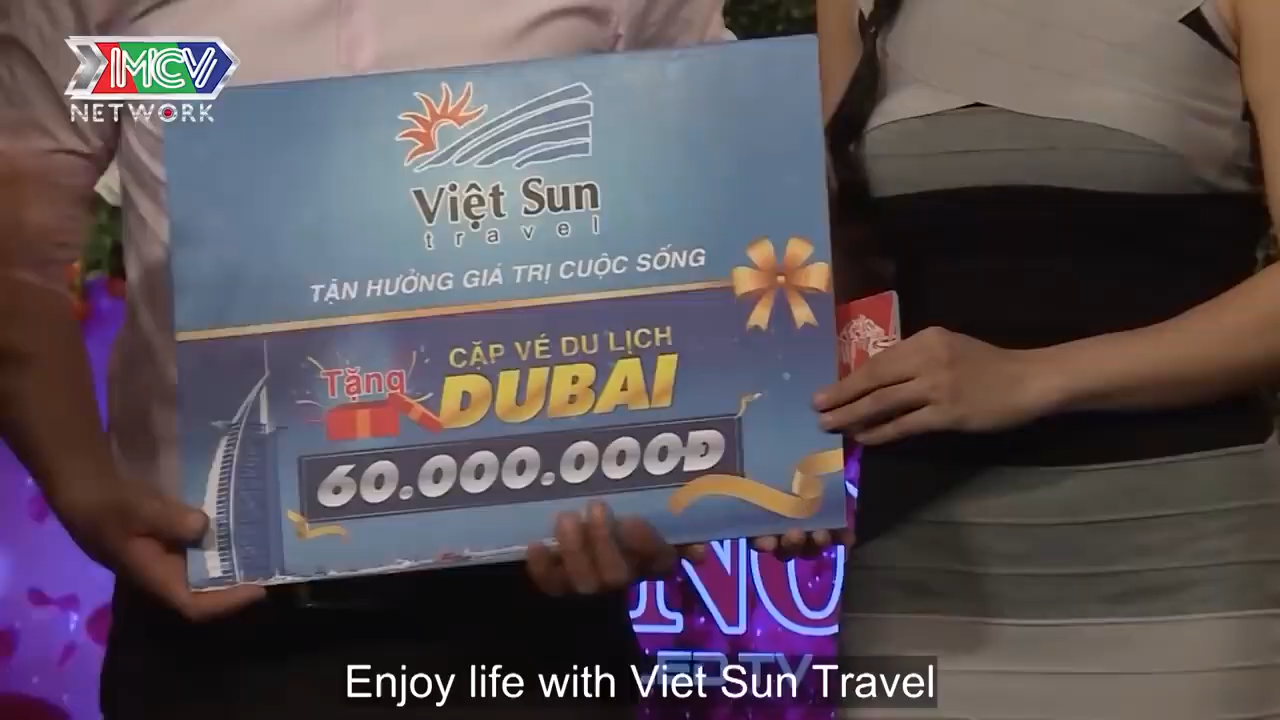 MCV
NETWORK
Việt Sun
travel
TẬN HƯỞNG GIÁ TRỊ CUỘC SỐNG
Tặng
CẶP VÉ DU LỊCH
DUBAI
60.000.000Đ
Enjoy life with Viet Sun Travel